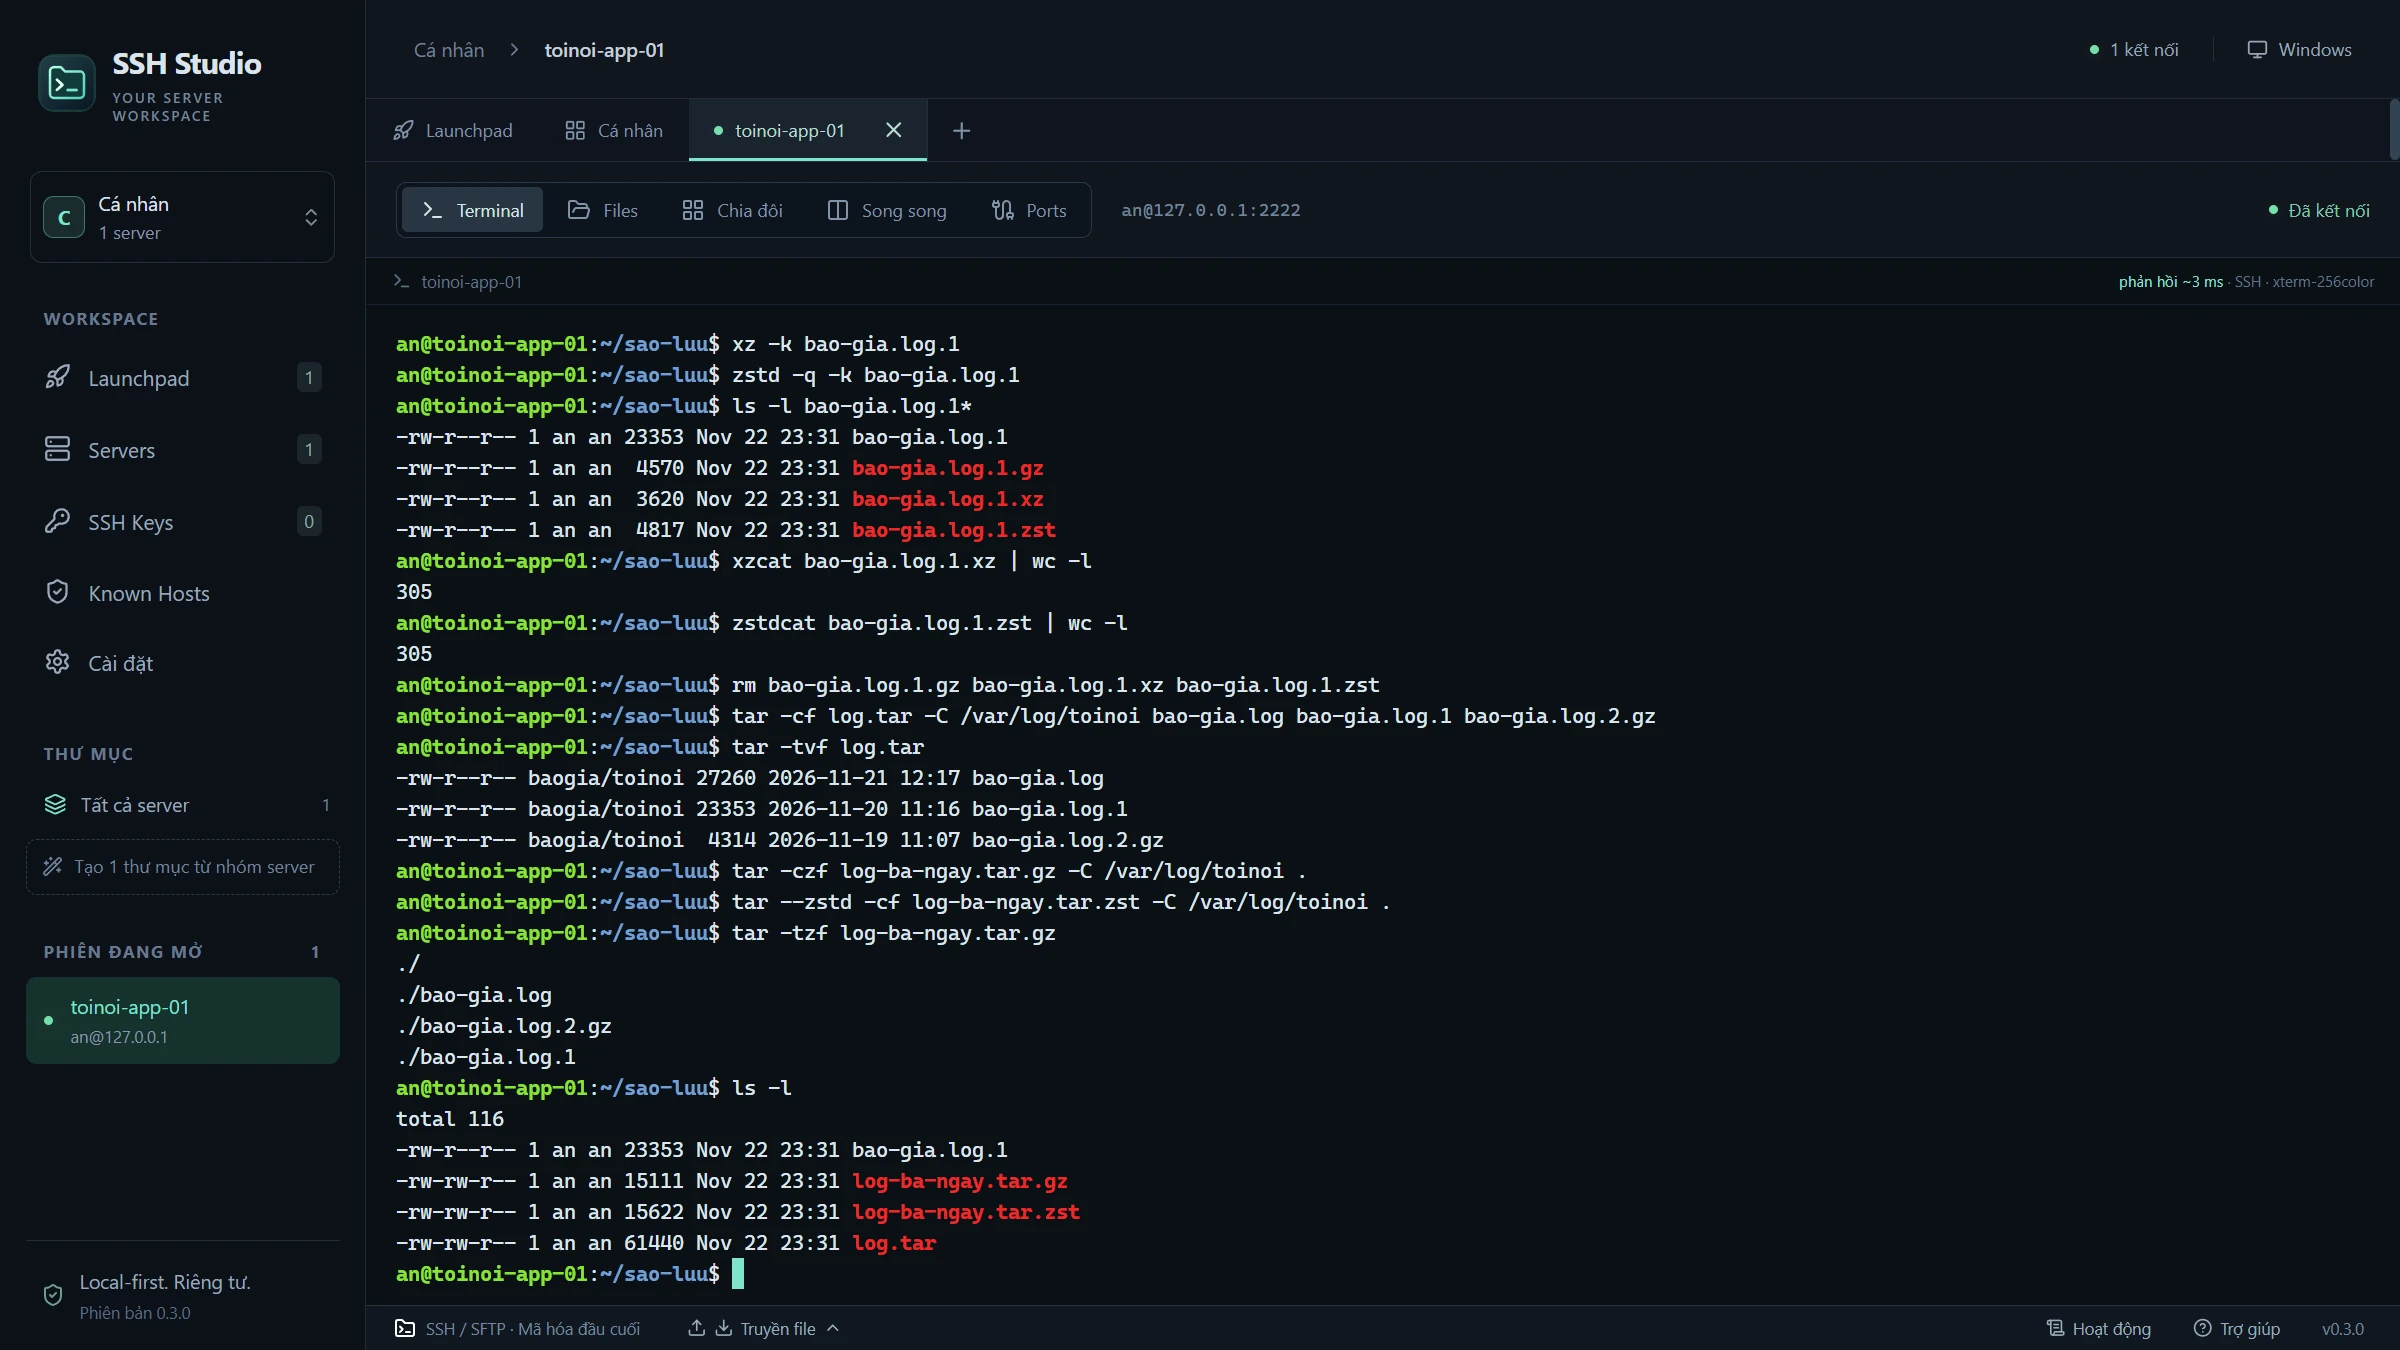 SSH Studio
YOUR SERVER
WORKSPACE
C
Cá nhân
1 server
WORKSPACE
Launchpad 1
Servers 1
SSH Keys 0
Known Hosts
Cài đặt
THƯ MỤC
Tất cả server 1
Tạo 1 thư mục từ nhóm server
PHIÊN ĐANG MỞ 1
toinoi-app-01
an@127.0.0.1
Local-first. Riêng tư.
Phiên bản 0.3.0
Cá nhân > toinoi-app-01
1 kết nối
Windows
Launchpad
Cá nhân
toinoi-app-01
Terminal
Files
Chia đôi
Song song
Ports
an@127.0.0.1:2222
Đã kết nối
toinoi-app-01
phản hồi ~3 ms · SSH · xterm-256color
an@toinoi-app-01:~/sao-luu$ xz -k bao-gia.log.1
an@toinoi-app-01:~/sao-luu$ zstd -q -k bao-gia.log.1
an@toinoi-app-01:~/sao-luu$ ls -l bao-gia.log.1*
-rw-r--r-- 1 an an 23353 Nov 22 23:31 bao-gia.log.1
-rw-r--r-- 1 an an  4570 Nov 22 23:31 bao-gia.log.1.gz
-rw-r--r-- 1 an an  3620 Nov 22 23:31 bao-gia.log.1.xz
-rw-r--r-- 1 an an  4817 Nov 22 23:31 bao-gia.log.1.zst
an@toinoi-app-01:~/sao-luu$ xzcat bao-gia.log.1.xz | wc -l
305
an@toinoi-app-01:~/sao-luu$ zstdcat bao-gia.log.1.zst | wc -l
305
an@toinoi-app-01:~/sao-luu$ rm bao-gia.log.1.gz bao-gia.log.1.xz bao-gia.log.1.zst
an@toinoi-app-01:~/sao-luu$ tar -cf log.tar -C /var/log/toinoi bao-gia.log bao-gia.log.1 bao-gia.log.2.gz
an@toinoi-app-01:~/sao-luu$ tar -tvf log.tar
-rw-r--r-- baogia/toinoi 27260 2026-11-21 12:17 bao-gia.log
-rw-r--r-- baogia/toinoi 23353 2026-11-20 11:16 bao-gia.log.1
-rw-r--r-- baogia/toinoi  4314 2026-11-19 11:07 bao-gia.log.2.gz
an@toinoi-app-01:~/sao-luu$ tar -czf log-ba-ngay.tar.gz -C /var/log/toinoi .
an@toinoi-app-01:~/sao-luu$ tar --zstd -cf log-ba-ngay.tar.zst -C /var/log/toinoi .
an@toinoi-app-01:~/sao-luu$ tar -tzf log-ba-ngay.tar.gz
./
./bao-gia.log
./bao-gia.log.2.gz
./bao-gia.log.1
an@toinoi-app-01:~/sao-luu$ ls -l
total 116
-rw-r--r-- 1 an an 23353 Nov 22 23:31 bao-gia.log.1
-rw-rw-r-- 1 an an 15111 Nov 22 23:31 log-ba-ngay.tar.gz
-rw-rw-r-- 1 an an 15622 Nov 22 23:31 log-ba-ngay.tar.zst
-rw-rw-r-- 1 an an 61440 Nov 22 23:31 log.tar
an@toinoi-app-01:~/sao-luu$
SSH / SFTP · Mã hóa đầu cuối
Truyền file
Hoạt động
Trợ giúp
v0.3.0